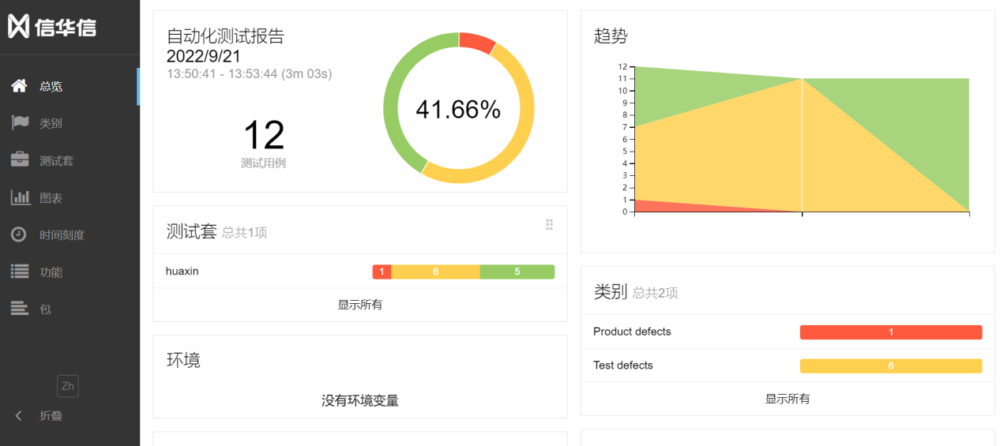 信华信
总览
类别
测试套
图表
时间刻度
功能
包
Zh
折叠
自动化测试报告
2022/9/21
13:50:41 - 13:53:44 (3m 03s)
12
测试用例
41.66%
测试套 总共1项
huaxin 1 6 5
显示所有
环境
没有环境变量
趋势
12
11
10
9
8
7
6
5
4
3
2
1
0
类别 总共2项
Product defects 1
Test defects 6
显示所有